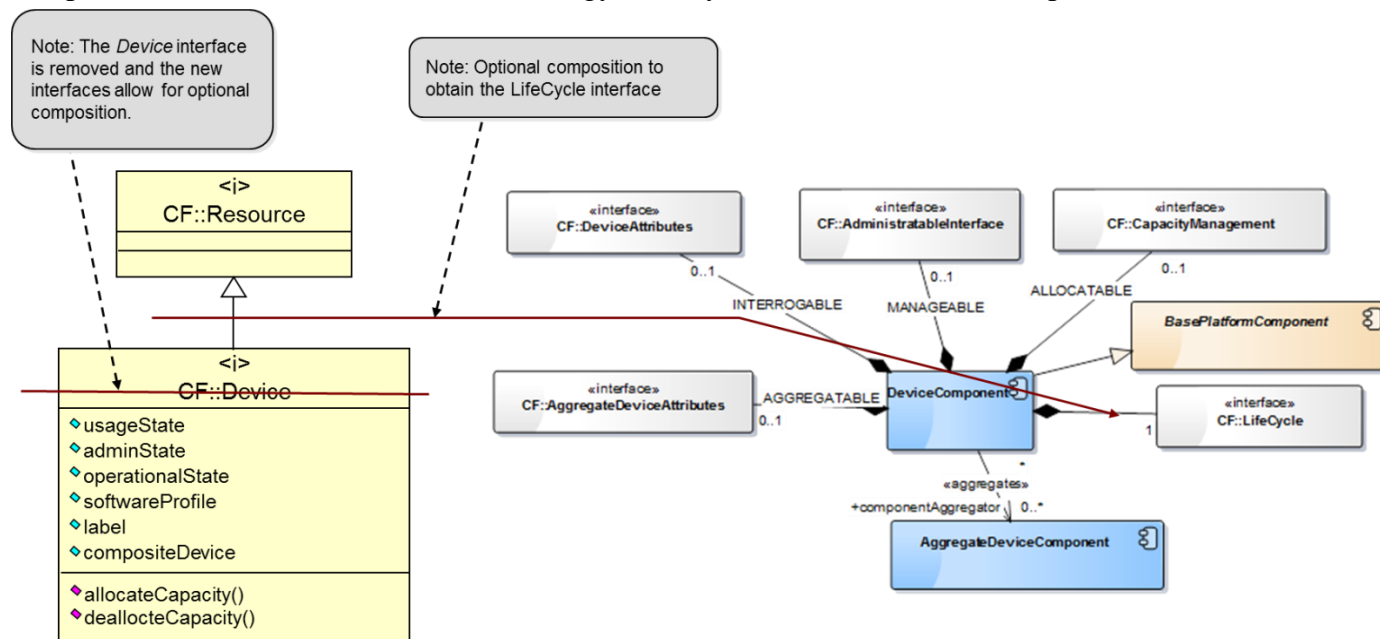 Note: The Device interface
is removed and the new
interfaces allow for optional
composition.
Note: Optional composition to
obtain the LifeCycle interface
<i>
CF::Resource
<i>
CF::Device
usageState
adminState
operationalState
softwareProfile
label
compositeDevice
allocateCapacity()
deallocteCapacity()
«interface»
CF::DeviceAttributes
0..1
INTERROGABLE
«interface»
CF::AdministratableInterface
0..1
MANAGEABLE
«interface»
CF::CapacityManagement
0..1
ALLOCATABLE
BasePlatformComponent
«interface»
CF::AggregateDeviceAttributes
AGGREGATABLE
0..1
DeviceComponent
1
«interface»
CF::LifeCycle
*
«aggregates»
+componentAggregator
0..*
AggregateDeviceComponent